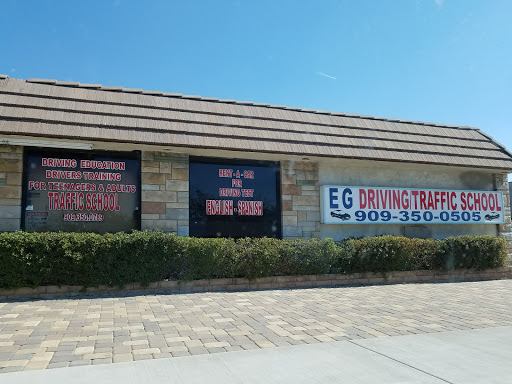 DRIVING EDUCATION
DRIVERS TRAINING
FOR TEENAGERS & ADULTS
TRAFFIC SCHOOL
RENT-A-CAR
FOR
DRIVING TEST
ENGLISH - SPANISH
EG DRIVING/TRAFFIC SCHOOL
909-350-0505